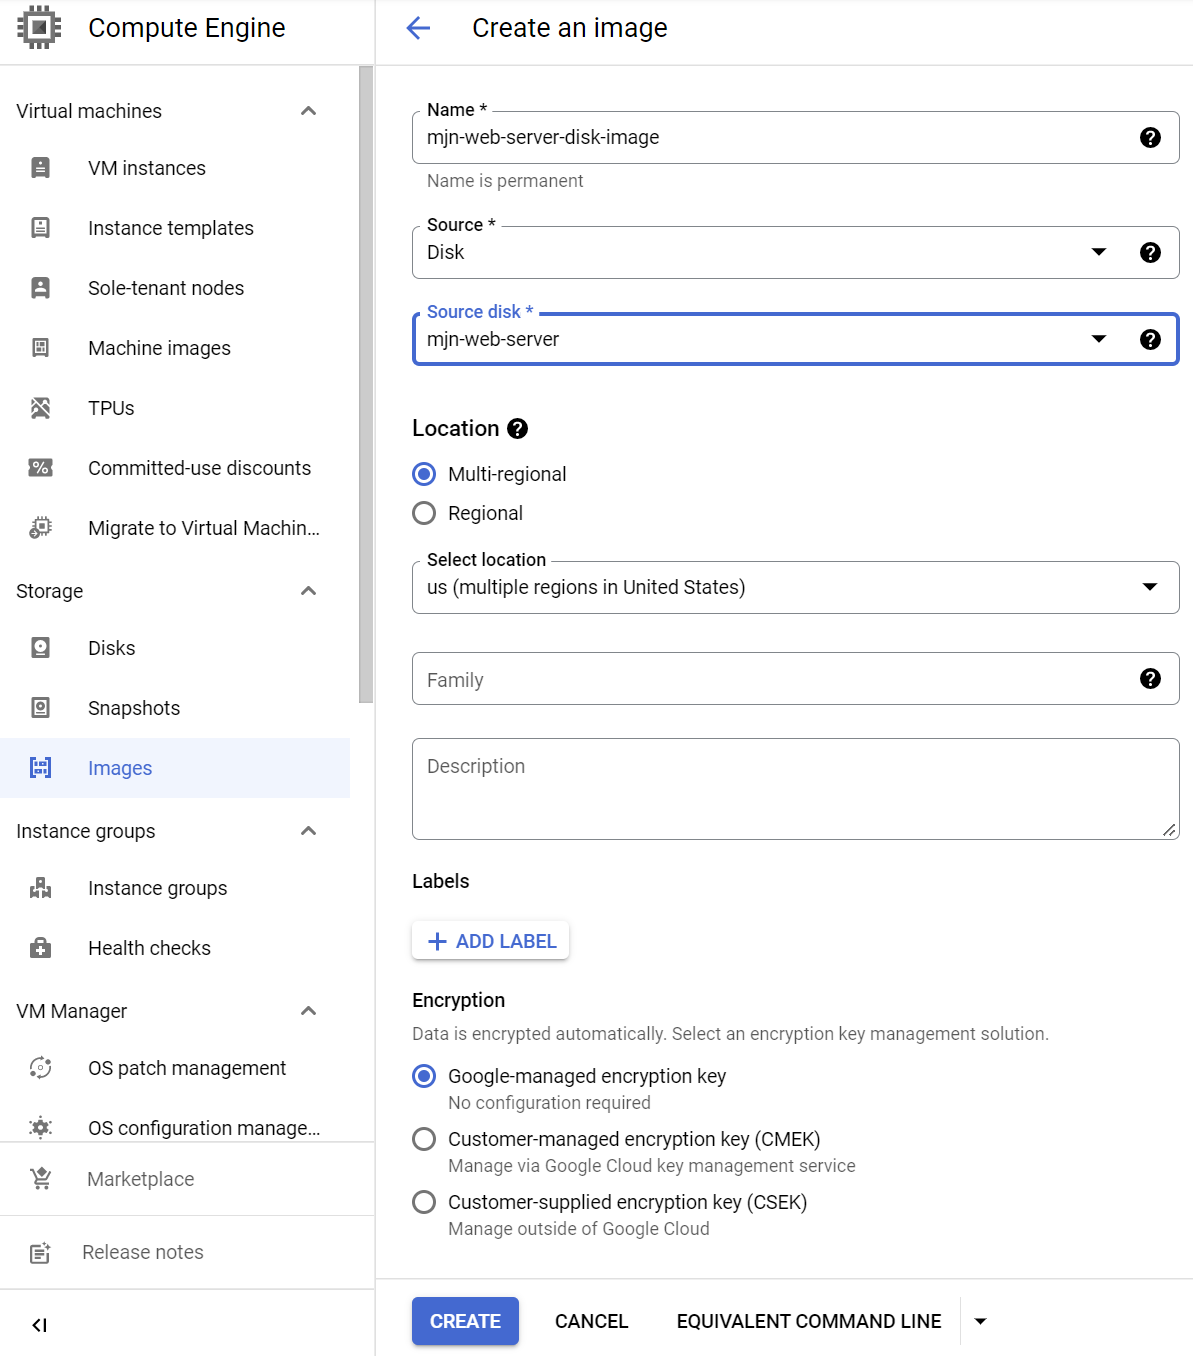 Compute Engine
Create an image
Virtual machines
VM instances
Instance templates
Sole-tenant nodes
Machine images
TPUs
Committed-use discounts
Migrate to Virtual Machin...
Storage
Disks
Snapshots
Images
Instance groups
Instance groups
Health checks
VM Manager
OS patch management
OS configuration manage...
Marketplace
Release notes
Name *
mjn-web-server-disk-image
Name is permanent
Source *
Disk
Source disk *
mjn-web-server
Location
Multi-regional
Regional
Select location
us (multiple regions in United States)
Family
Description
Labels
+ ADD LABEL
Encryption
Data is encrypted automatically. Select an encryption key management solution.
Google-managed encryption key
No configuration required
Customer-managed encryption key (CMEK)
Manage via Google Cloud key management service
Customer-supplied encryption key (CSEK)
Manage outside of Google Cloud
CREATE CANCEL EQUIVALENT COMMAND LINE